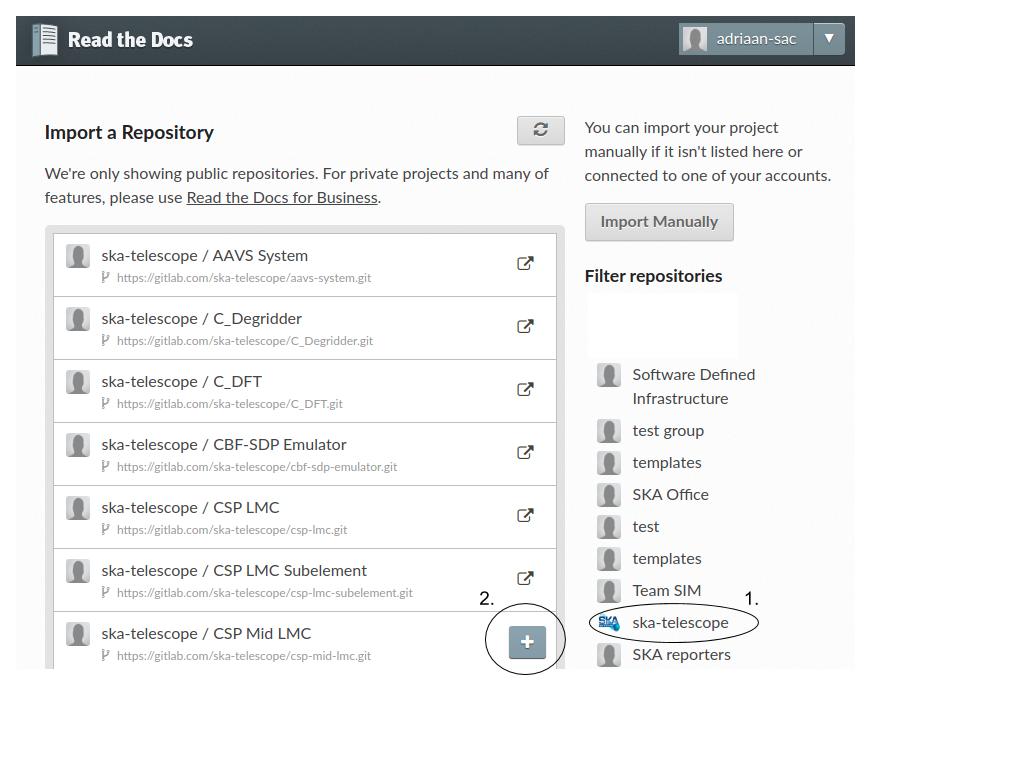 Read the Docs
adriaan-sac
Import a Repository
We're only showing public repositories. For private projects and many of
features, please use Read the Docs for Business.
ska-telescope / AAVS System
https://gitlab.com/ska-telescope/aavs-system.git
ska-telescope / C_Degridder
https://gitlab.com/ska-telescope/C_Degridder.git
ska-telescope / C_DFT
https://gitlab.com/ska-telescope/C_DFT.git
ska-telescope / CBF-SDP Emulator
https://gitlab.com/ska-telescope/cbf-sdp-emulator.git
ska-telescope / CSP LMC
https://gitlab.com/ska-telescope/csp-lmc.git
ska-telescope / CSP LMC Subelement
https://gitlab.com/ska-telescope/csp-lmc-subelement.git
2.
ska-telescope / CSP Mid LMC
https://gitlab.com/ska-telescope/csp-mid-lmc.git
You can import your project
manually if it isn't listed here or
connected to one of your accounts.
Import Manually
Filter repositories
Software Defined
Infrastructure
test group
templates
SKA Office
test
templates
Team SIM
1.
SKA
ska-telescope
SKA reporters